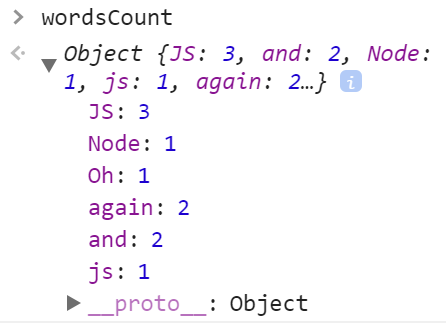 > wordsCount
Object {JS: 3, and: 2, Node:
1, js: 1, again: 2…} i
JS: 3
Node: 1
Oh: 1
again: 2
and: 2
js: 1
__proto__: Object